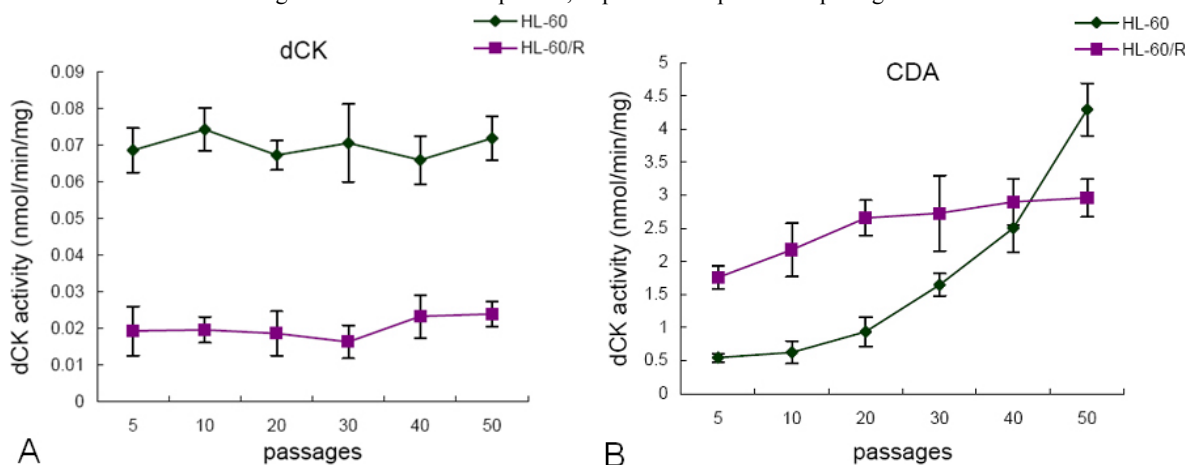 HL-60
HL-60/R
dCK
0.09
0.08
0.07
0.06
0.05
0.04
0.03
0.02
0.01
0
dCK activity (nmol/min/mg)
5 10 20 30 40 50
passages
A
HL-60
HL-60/R
CDA
5
4.5
4
3.5
3
2.5
2
1.5
1
0.5
0
dCK activity (nmol/min/mg)
5 10 20 30 40 50
passages
B